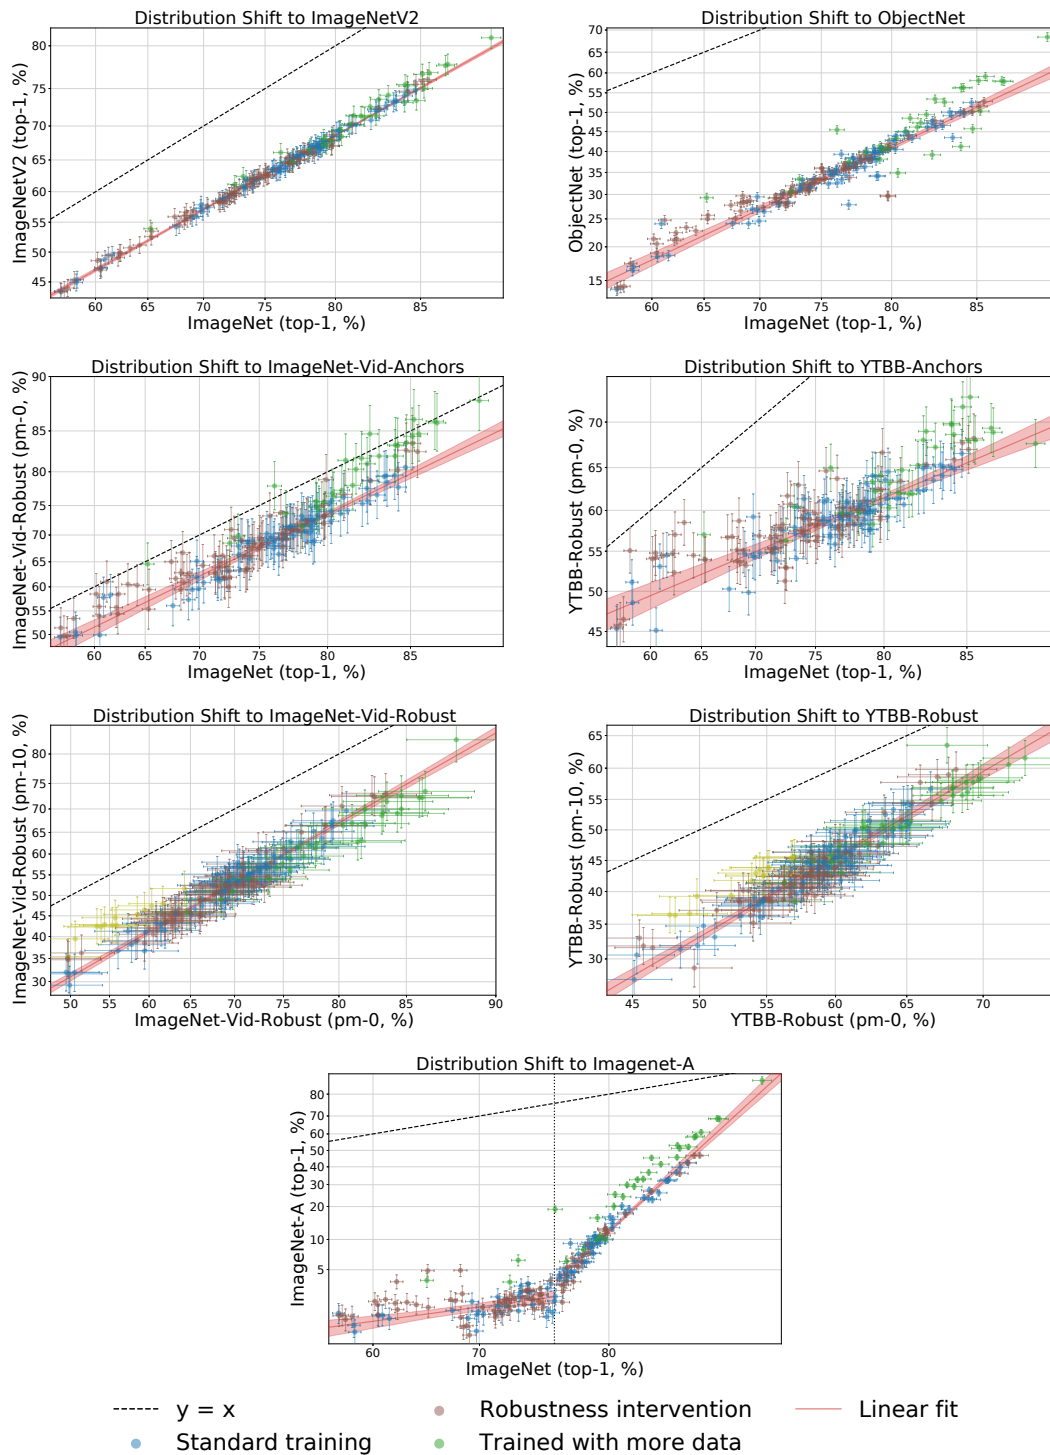 Distribution Shift to ImageNetV2
ImageNetV2 (top-1, %)
80
75
70
65
60
55
50
45
60 65 70 75 80 85
ImageNet (top-1, %)
Distribution Shift to ObjectNet
ObjectNet (top-1, %)
70
65
60
55
50
45
40
35
30
25
20
15
60 65 70 75 80 85
ImageNet (top-1, %)
Distribution Shift to ImageNet-Vid-Anchors
ImageNet-Vid-Robust (pm-0, %)
90
85
80
75
70
65
60
55
50
60 65 70 75 80 85
ImageNet (top-1, %)
Distribution Shift to YTBB-Anchors
YTBB-Robust (pm-0, %)
70
65
60
55
50
45
60 65 70 75 80 85
ImageNet (top-1, %)
Distribution Shift to ImageNet-Vid-Robust
ImageNet-Vid-Robust (pm-10, %)
80
75
70
65
60
55
50
45
40
35
30
50 55 60 65 70 75 80 85 90
ImageNet-Vid-Robust (pm-0, %)
Distribution Shift to YTBB-Robust
YTBB-Robust (pm-10, %)
65
60
55
50
45
40
35
30
45 50 55 60 65 70
YTBB-Robust (pm-0, %)
Distribution Shift to Imagenet-A
ImageNet-A (top-1, %)
80
70
60
50
40
30
20
10
5
60 70 80
ImageNet (top-1, %)
y = x
Robustness intervention
Linear fit
Standard training
Trained with more data